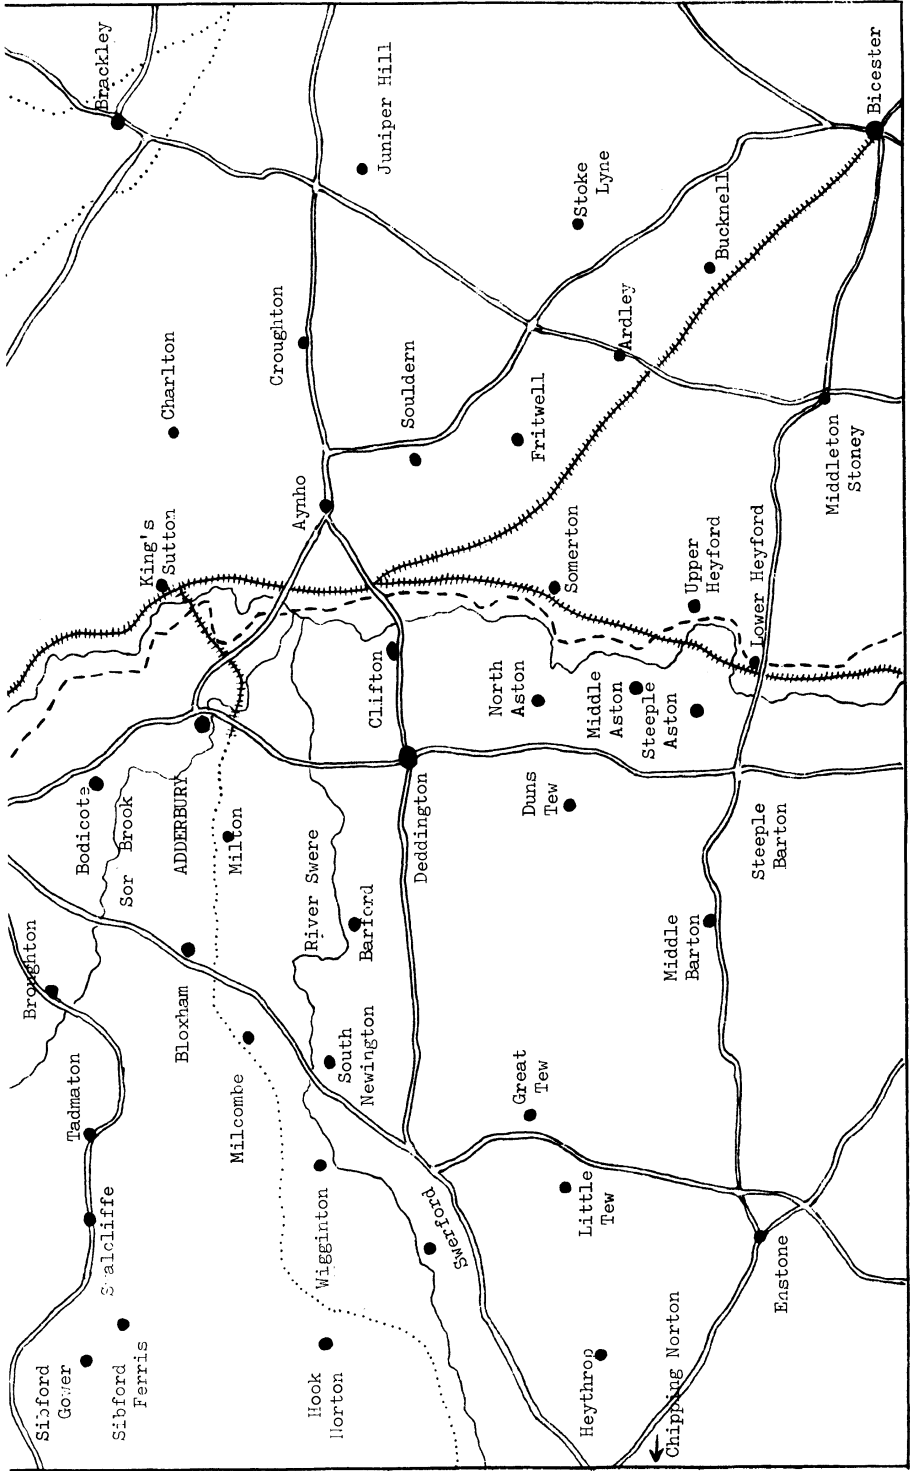 Sibford
Gower
Sibford
Ferris
S alcliffe
Tadmaton
Broughton
Bodicote
Sor Brook
Brackley
King's
Sutton
Charlton
ADDERBURY
Bloxham
Milton
Milcombe
Hook
Norton
Wigginton
South
Newington
River Swere
Barford
Clifton
Aynho
Croughton
Juniper Hill
Deddington
Souldern
Swerford
Great
Tew
Little
Tew
Duns
Tew
North
Aston
Fritwell
Somerton
Stoke
Lyne
Ardley
Heythrop
Middle
Aston
Steeple
Aston
Upper
Heyford
Bucknell
Chipping Norton
Middle
Barton
Steeple
Barton
Lower Heyford
Enstone
Middleton
Stoney
Bicester